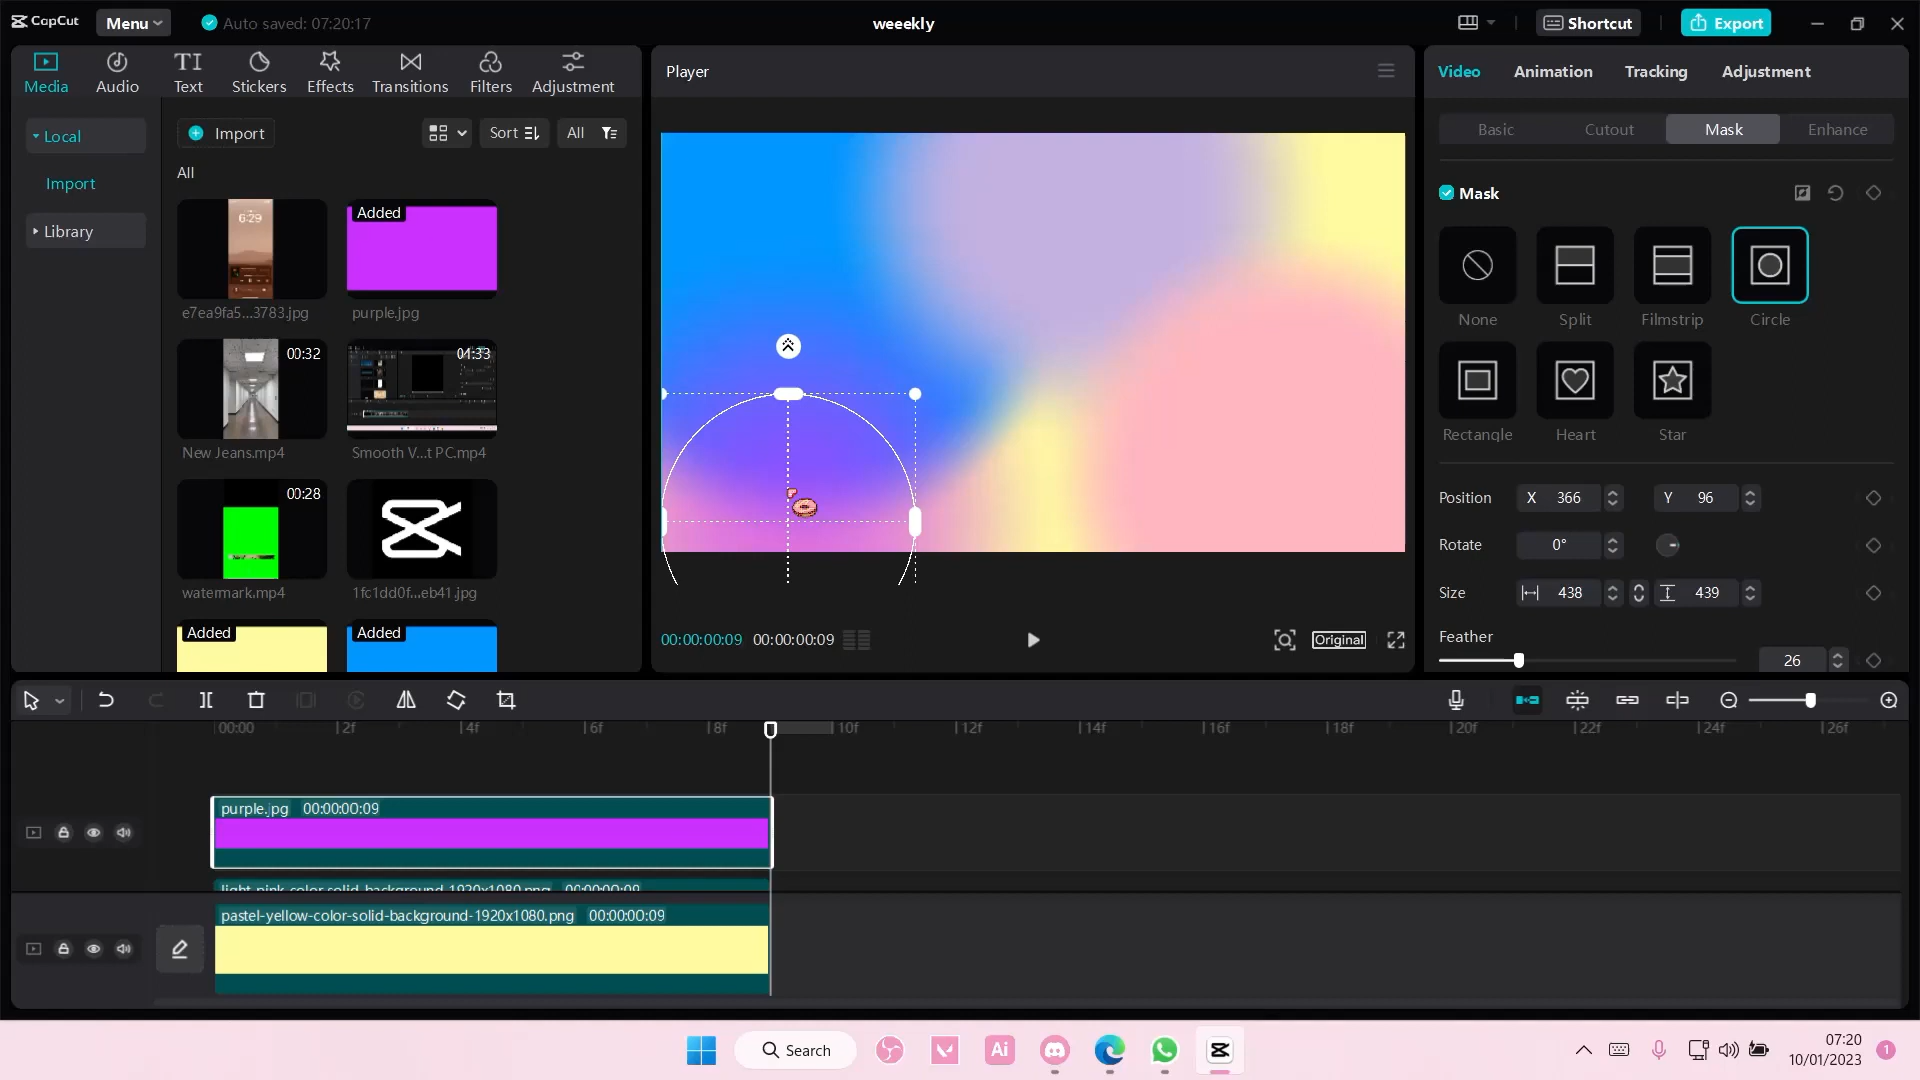 CapCut
Menu
Auto saved: 07:20:17
weeekly
Shortcut
Export
Media
Audio
Text
Stickers
Effects
Transitions
Filters
Adjustment
Local
Import
Library
Import
Sort
All
All
6:29
e7ea9fa5...3783.jpg
Added
purple.jpg
00:32
New Jeans.mp4
04:33
Smooth V...t PC.mp4
00:28
watermark.mp4
1fc1dd0f...eb41.jpg
Added
Added
Player
00:00:00:09
00:00:00:09
Original
Video
Animation
Tracking
Adjustment
Basic
Cutout
Mask
Enhance
Mask
None
Split
Filmstrip
Circle
Rectangle
Heart
Star
Position
X 366
Y 96
Rotate
0°
Size
438
439
Feather
26
00:00
2f
4f
6f
8f
10f
12f
14f
16f
18f
20f
22f
24f
26f
purple.jpg 00:00:00:09
light-pink-color-solid-background-1920x1080.png 00:00:00:09
pastel-yellow-color-solid-background-1920x1080.png 00:00:00:09
Search
Ai
07:20
10/01/2023
1